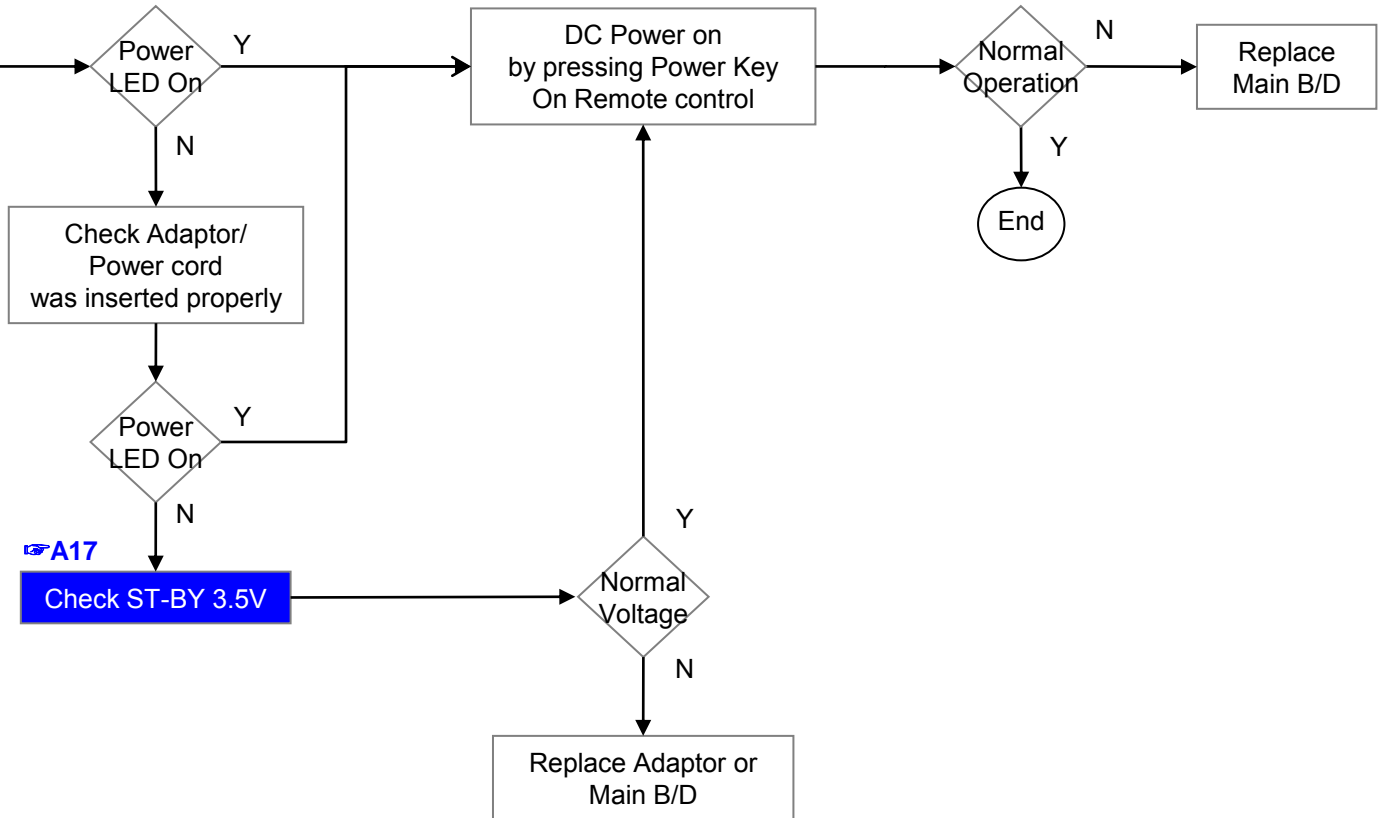 Power
LED On
Y
N
DC Power on
by pressing Power Key
On Remote control
Normal
Operation
N
Y
Replace
Main B/D
End
Check Adaptor/
Power cord
was inserted properly
Power
LED On
Y
N
☞A17
Check ST-BY 3.5V
Normal
Voltage
Y
N
Replace Adaptor or
Main B/D